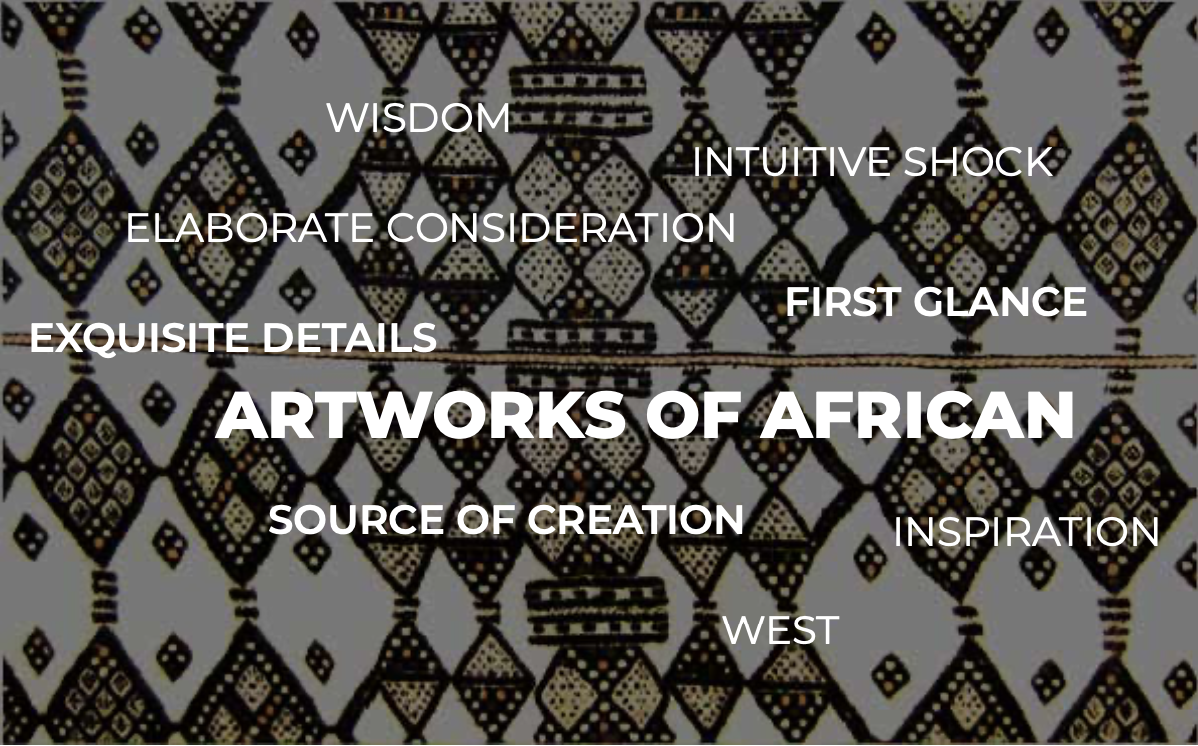 WISDOM
INTUITIVE SHOCK
ELABORATE CONSIDERATION
FIRST GLANCE
EXQUISITE DETAILS
ARTWORKS OF AFRICAN
SOURCE OF CREATION
INSPIRATION
WEST